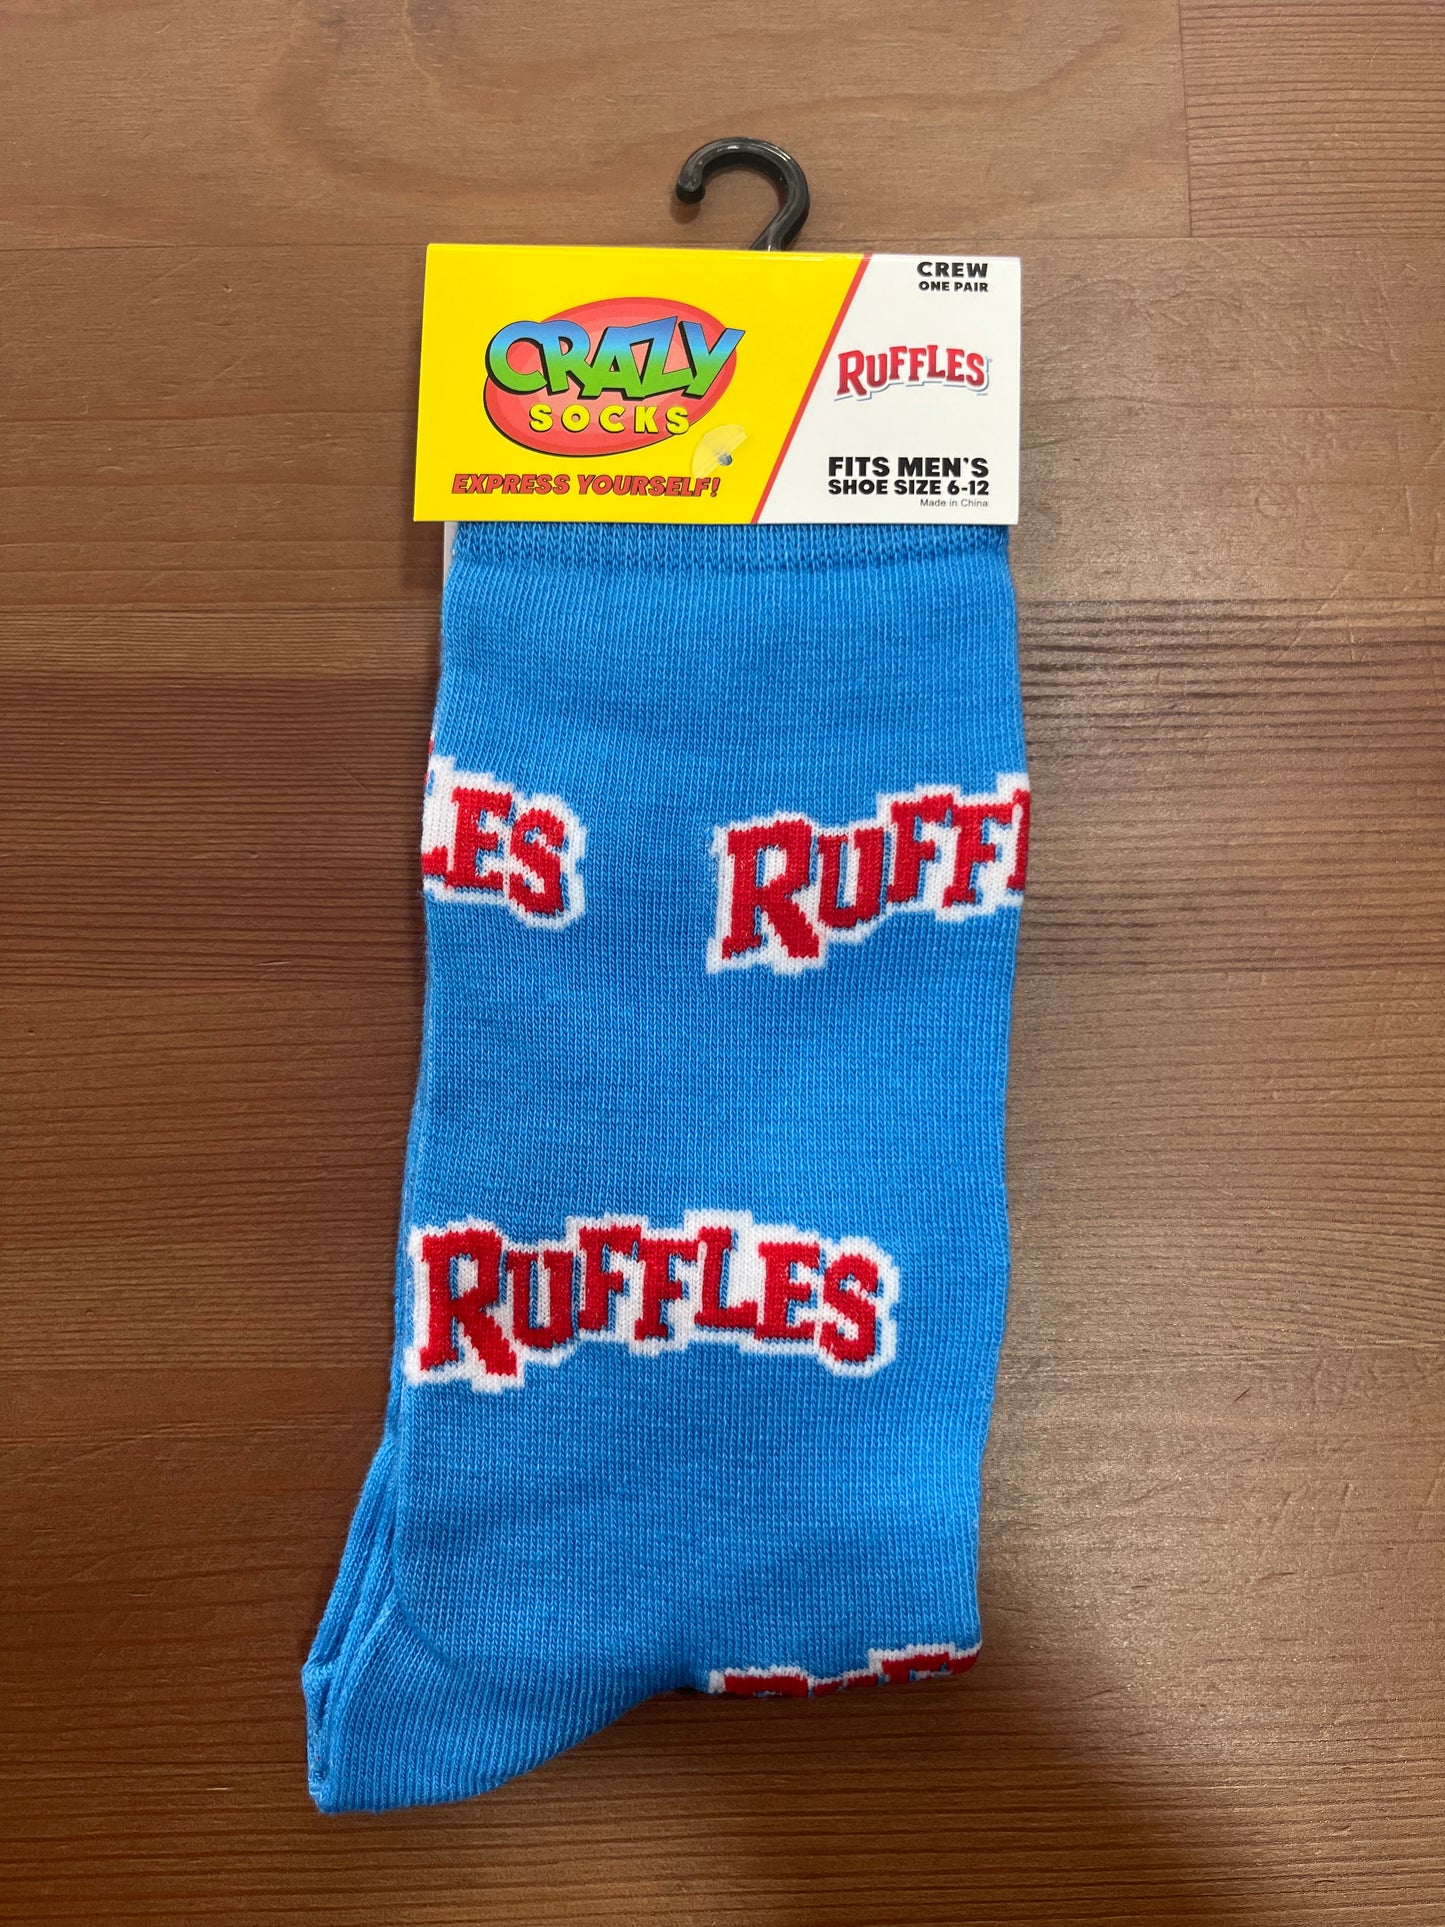 CREW
ONE PAIR
CRAZY
SOCKS
EXPRESS YOURSELF!
RUFFLES
FITS MEN'S
SHOE SIZE 6-12
Made in China
LES
RUFF
RUFFLES